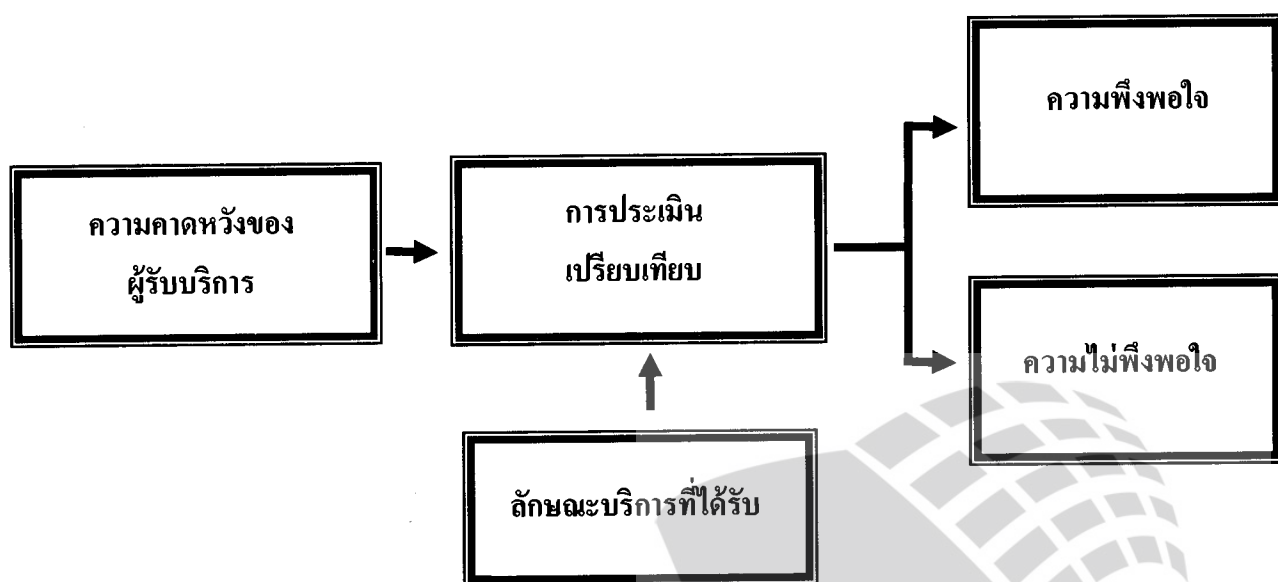 ความพึงพอใจ
ความคาดหวังของ
ผู้รับบริการ
การประเมิน
เปรียบเทียบ
ความไม่พึงพอใจ
ลักษณะบริการที่ได้รับ